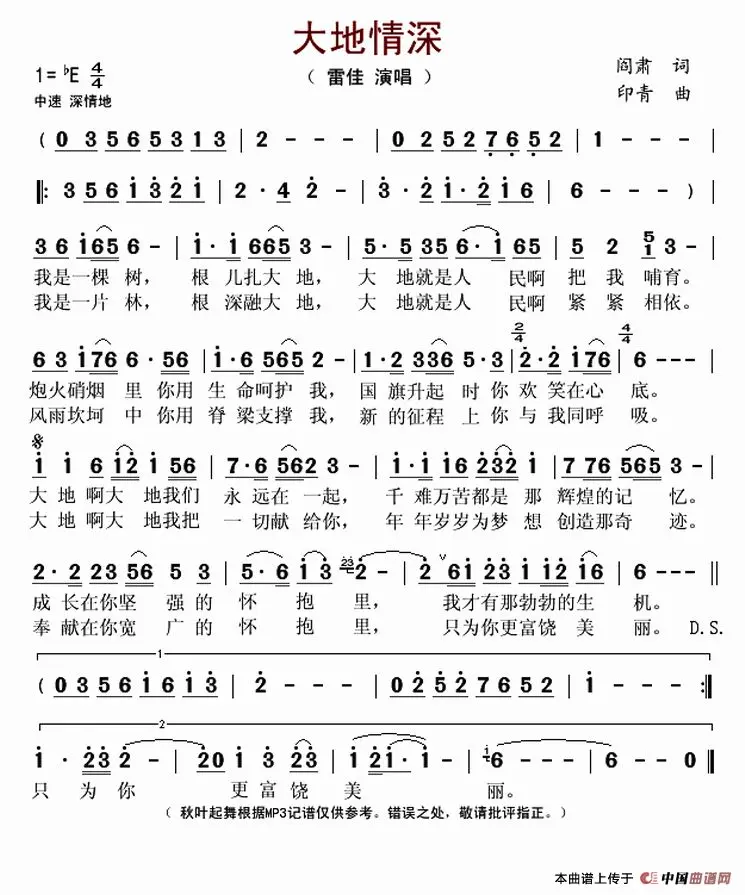 大地情深
1=♭E 4/4
（ 雷佳 演唱 ）
阎肃 词
中速 深情地
印青 曲
( 0 3 5 6 5 3 1 3 | 2 - - - | 0 2 5 2 7 6 5 2 | 1 - - - |
‖: 3 5 6 1 3 2 1 | 2 · 4 2 - | 3 · 2 1 · 2 1 6 | 6 - - - ) |
3 6 1 6 5 6 - | 1 · 1 6 6 5 3 - | 5 · 5 3 5 6 · 1 6 5 | 5 2 5/1 3 - |
我是一棵 树， 根 儿扎大 地， 大 地就是人 民啊 把 我 哺育。
我是一片 林， 根 深融大 地， 大 地就是人 民啊 紧 紧 相依。
2/4 4/4
6 3 1 7 6 6 · 5 6 | 1 · 6 5 6 5 2 - | 1 · 2 3 3 6 5 · 3 | 2 · 2 1 7 6 | 6 - - - |
炮火硝烟 里 你用 生 命呵护 我， 国 旗升起 时 你 欢 笑在心 底。
风雨坎坷 中 你用 脊 梁支撑 我， 新 的征程 上 你 与 我同呼 吸。
1 1 6 1 2 1 5 6 | 7 · 6 5 6 2 3 - | 1 · 1 1 6 2 3 2 1 | 7 7 6 5 6 5 3 - |
大 地 啊大 地我们 永 远在 一起， 千 难万苦都是 那 辉煌的记 忆。
大 地 啊大 地我把 一 切献 给你， 年 年岁岁为梦 想 创造那奇 迹。
2 · 2 2 3 5 6 5 3 | 5 · 6 1 3 23 2 - | 2 6 1 2 3 1 2 1 6 | 6 - - - ‖
成 长在你坚 强 的 怀 抱 里， 我才有那勃勃的生 机。
奉 献在你宽 广 的 怀 抱 里， 只为你更富饶 美 丽。 D.S.
1
( 0 3 5 6 1 6 1 3 | 2 - - - | 0 2 5 2 7 6 5 2 | 1 - - - :‖
2
1 · 2 3 2 - | 2 0 3 3 2 3 | 1 2 1 1 · 1 - | 1 6 - - - | 6 - - 0 ‖
只 为 你 更 富 饶 美 丽。
（ 秋叶起舞根据MP3记谱仅供参考。错误之处，敬请批评指正。）
本曲谱上传于 中国曲谱网